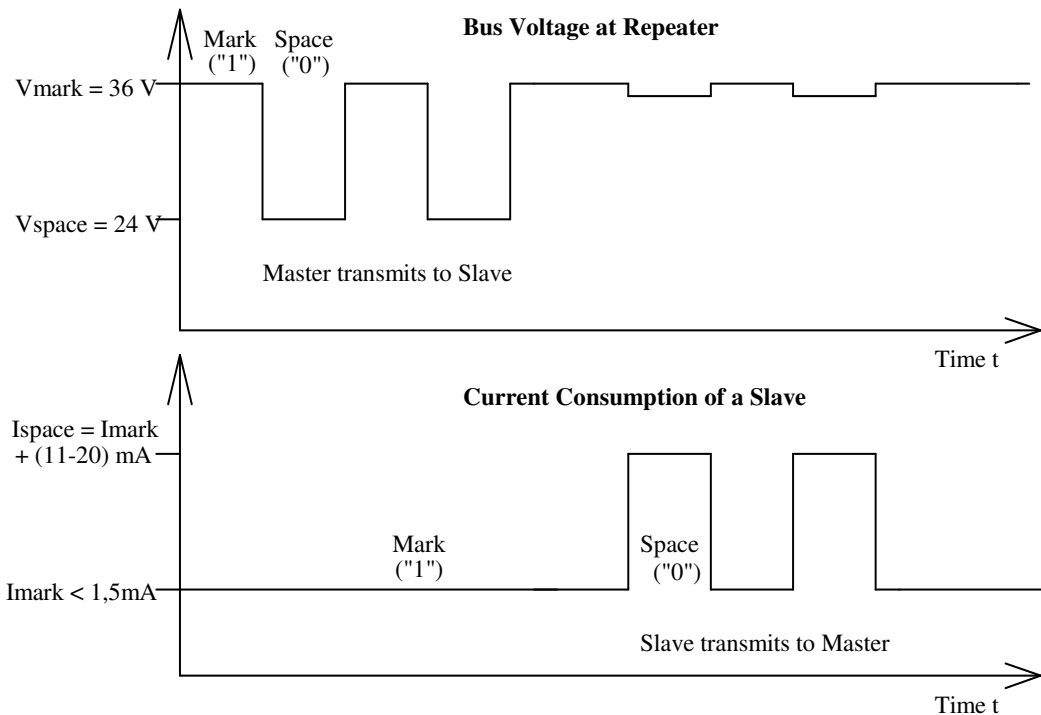 Bus Voltage at Repeater
Mark
("1")
Space
("0")
Vmark = 36 V
Vspace = 24 V
Master transmits to Slave
Time t
Current Consumption of a Slave
Ispace = Imark
+ (11-20) mA
Mark
("1")
Space
("0")
Imark < 1,5mA
Slave transmits to Master
Time t